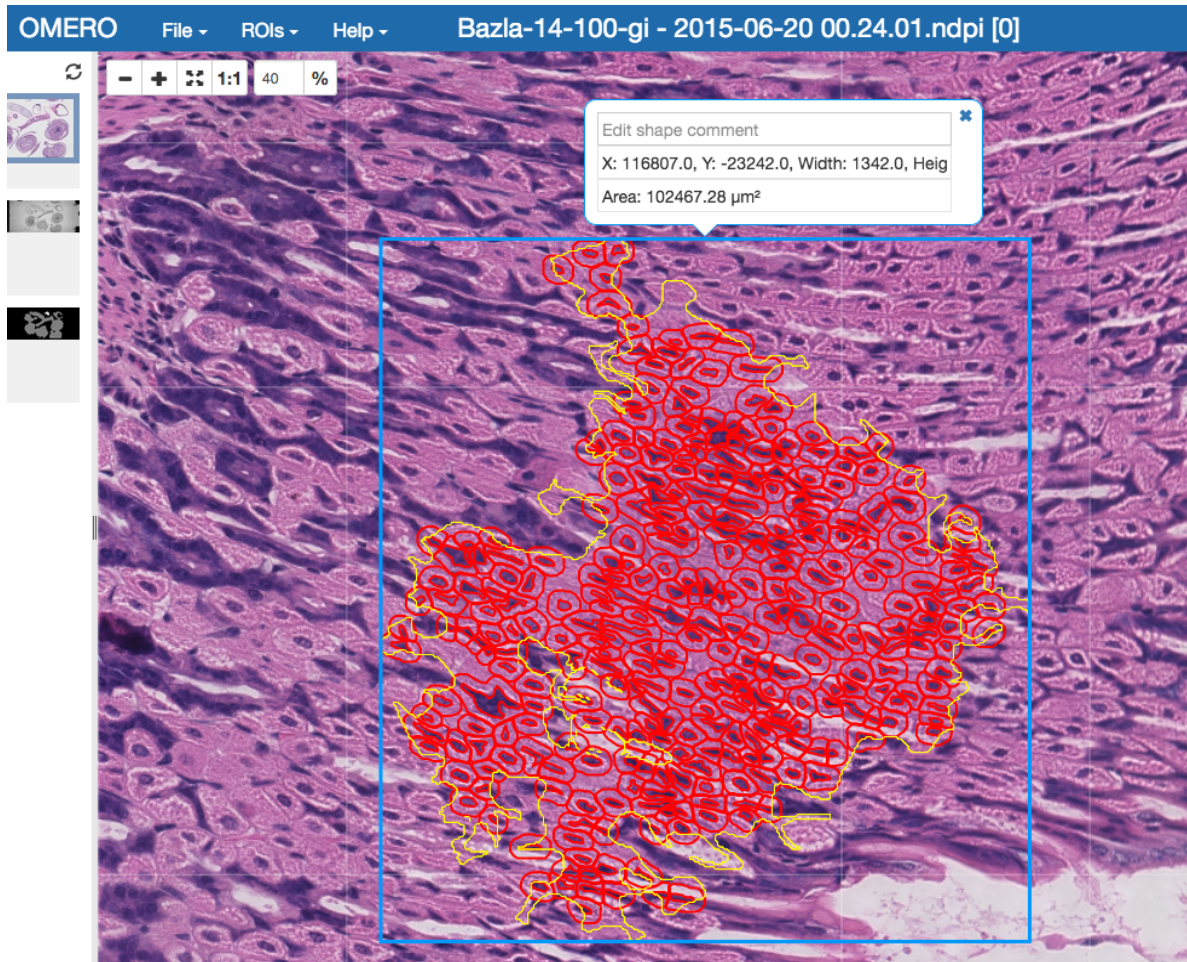 OMERO File ROIs Help Bazla-14-100-gi - 2015-06-20 00.24.01.ndpi [0]
1:1 40 %
Edit shape comment
X: 116807.0, Y: -23242.0, Width: 1342.0, Heig
Area: 102467.28 µm²